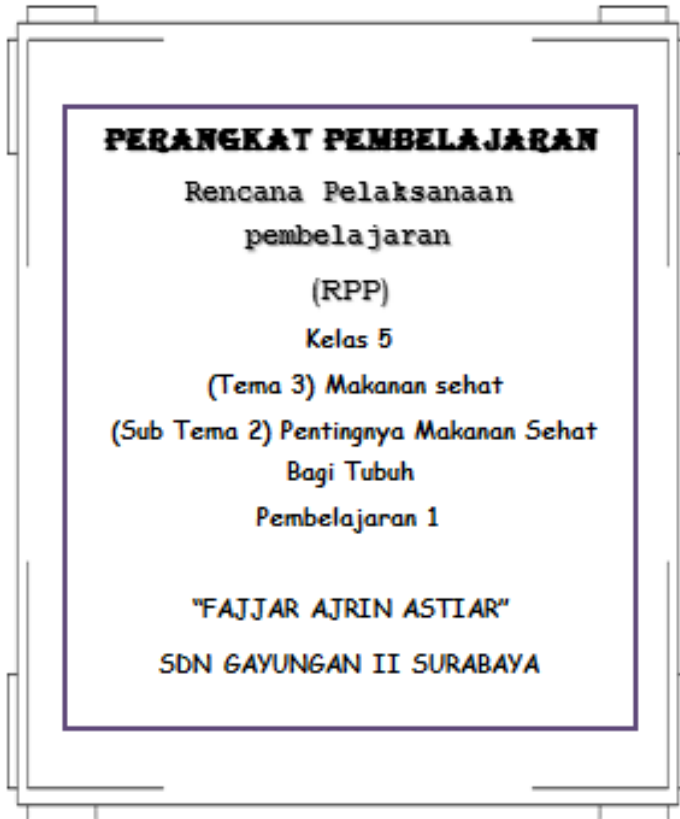 PERANGKAT PEMBELAJARAN
Rencana Pelaksanaan
pembelajaran
(RPP)
Kelas 5
(Tema 3) Makanan sehat
(Sub Tema 2) Pentingnya Makanan Sehat
Bagi Tubuh
Pembelajaran 1
"FAJJAR AJRIN ASTIAR"
SDN GAYUNGAN II SURABAYA